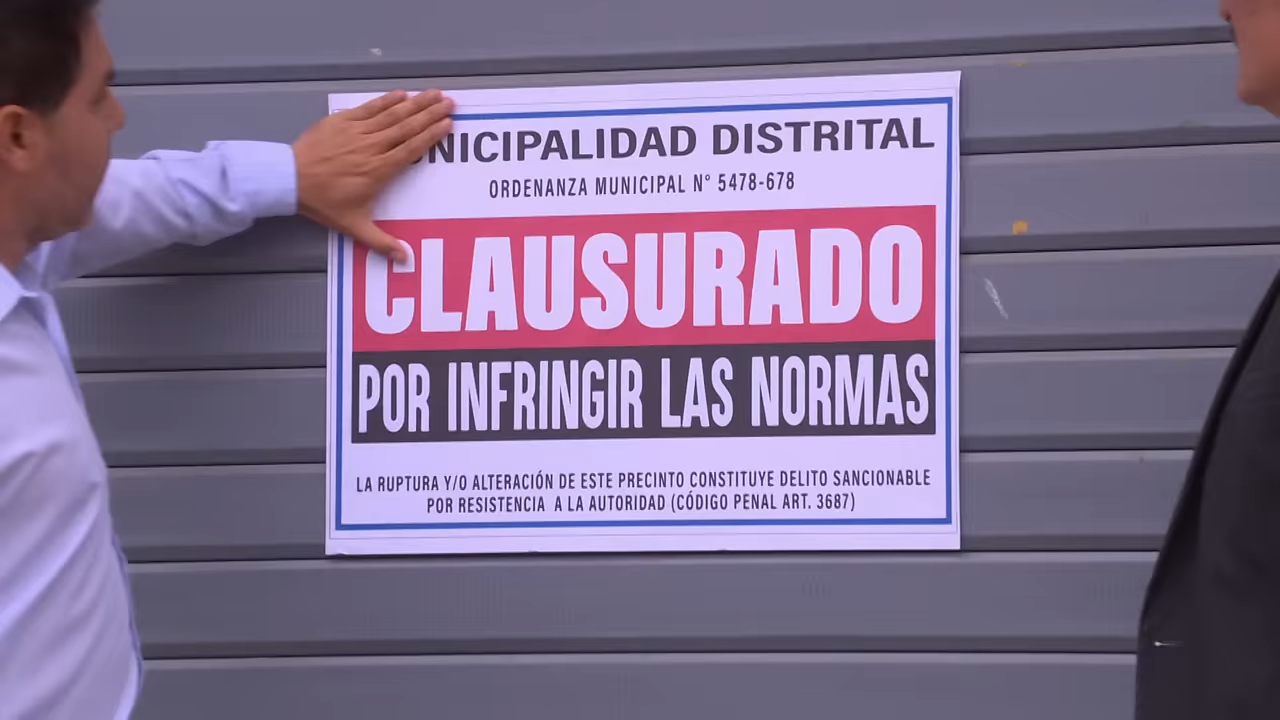 UNICIPALIDAD DISTRITAL
ORDENANZA MUNICIPAL N° 5478-678
CLAUSURADO
POR INFRINGIR LAS NORMAS
LA RUPTURA Y/O ALTERACIÓN DE ESTE PRECINTO CONSTITUYE DELITO SANCIONABLE
POR RESISTENCIA A LA AUTORIDAD (CÓDIGO PENAL ART. 3687)